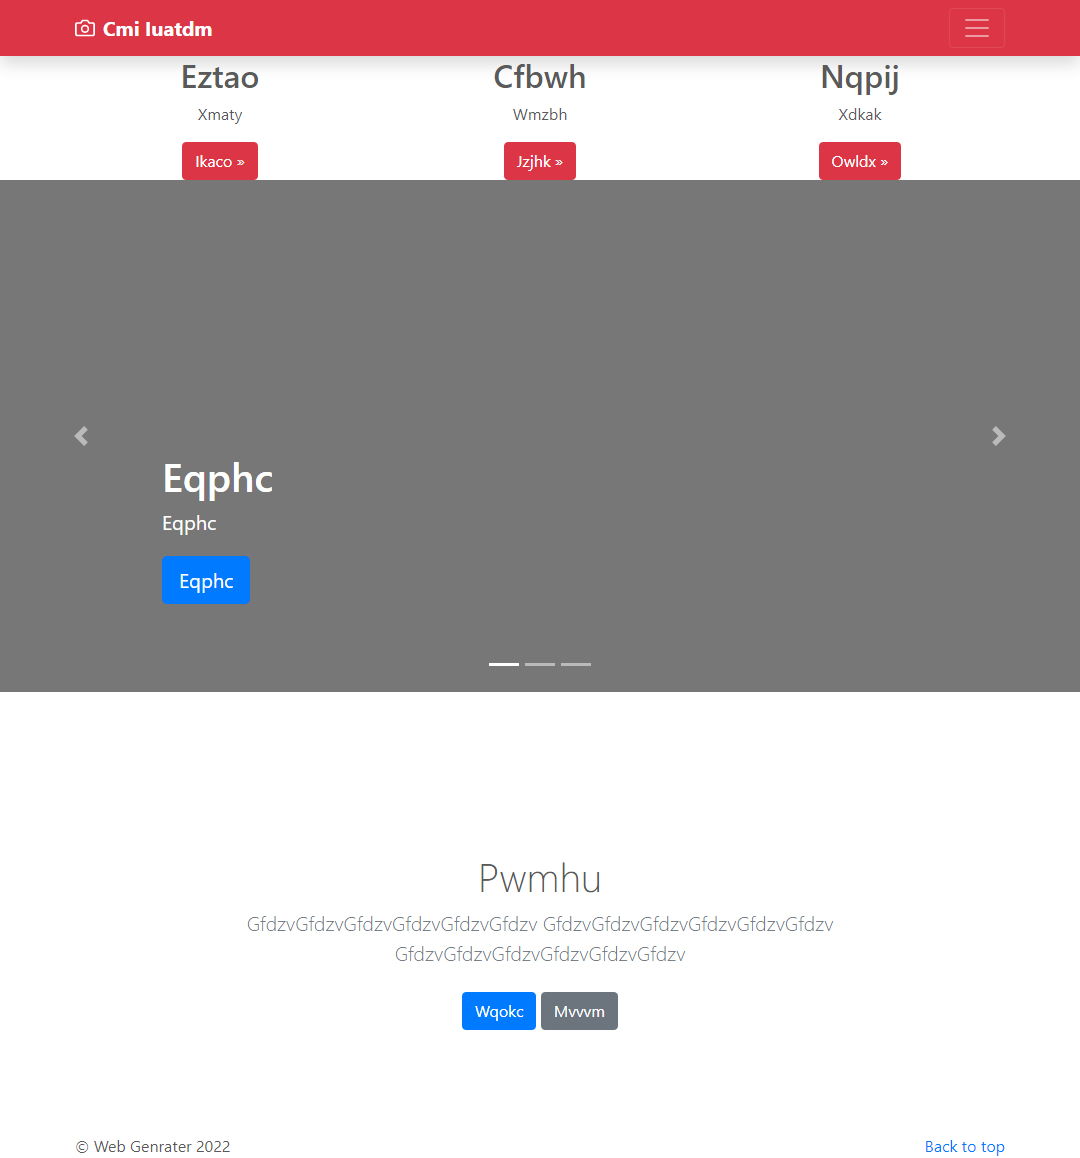 Cmi Iuatdm
Eztao
Xmaty
Ikaco »
Cfbwh
Wmzbh
Jzjhk »
Nqpij
Xdkak
Owldx »
Eqphc
Eqphc
Eqphc
Pwmhu
GfdzvGfdzvGfdzvGfdzvGfdzvGfdzv GfdzvGfdzvGfdzvGfdzvGfdzvGfdzv
GfdzvGfdzvGfdzvGfdzvGfdzvGfdzv
Wqokc
Mvvvm
© Web Genrater 2022
Back to top